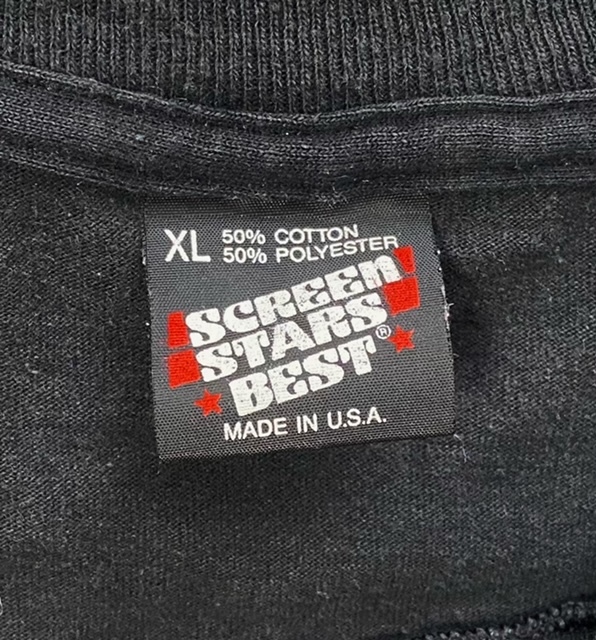 XL 50% COTTON
50% POLYESTER
SCREEN
STARS
BEST®
MADE IN U.S.A.